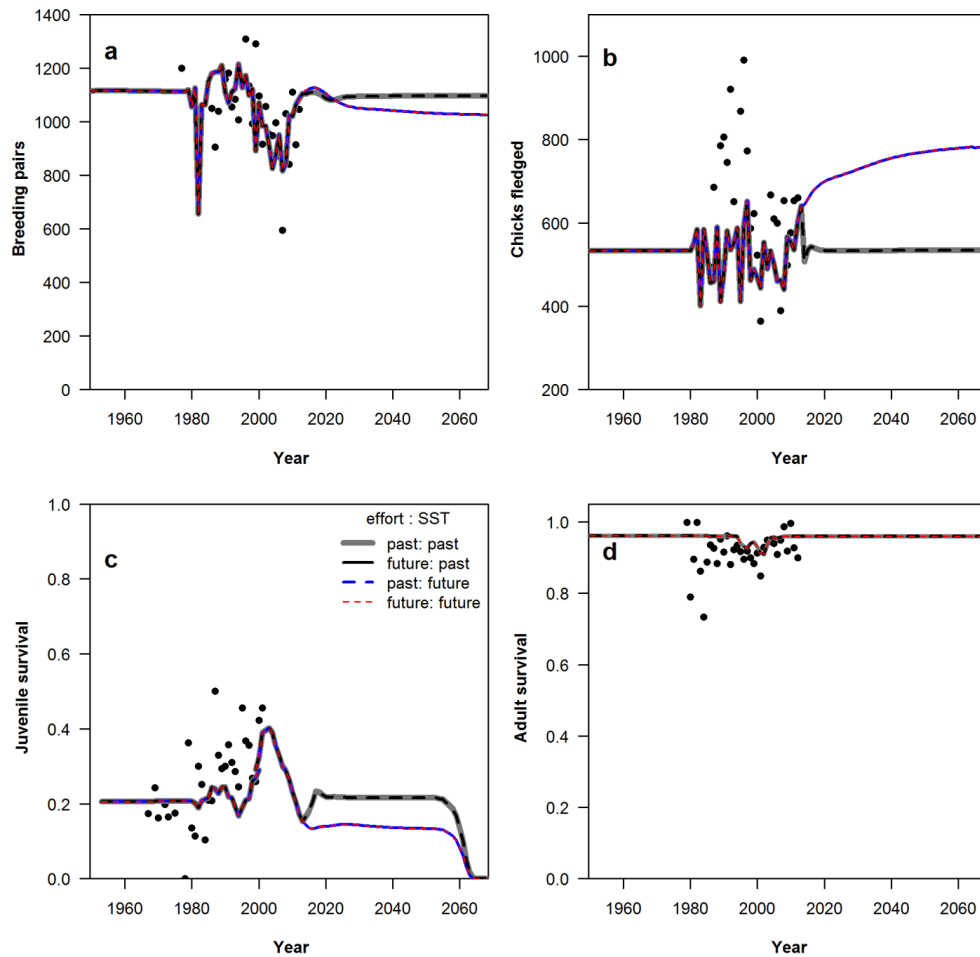 a
1400
1200
1000
800
600
400
200
0
Breeding pairs
1960 1980 2000 2020 2040 2060
Year
b
1000
800
600
400
200
Chicks fledged
1960 1980 2000 2020 2040 2060
Year
c
1.0
0.8
0.6
0.4
0.2
0.0
Juvenile survival
effort : SST
past: past
future: past
past: future
future: future
1960 1980 2000 2020 2040 2060
Year
d
1.0
0.8
0.6
0.4
0.2
0.0
Adult survival
1960 1980 2000 2020 2040 2060
Year